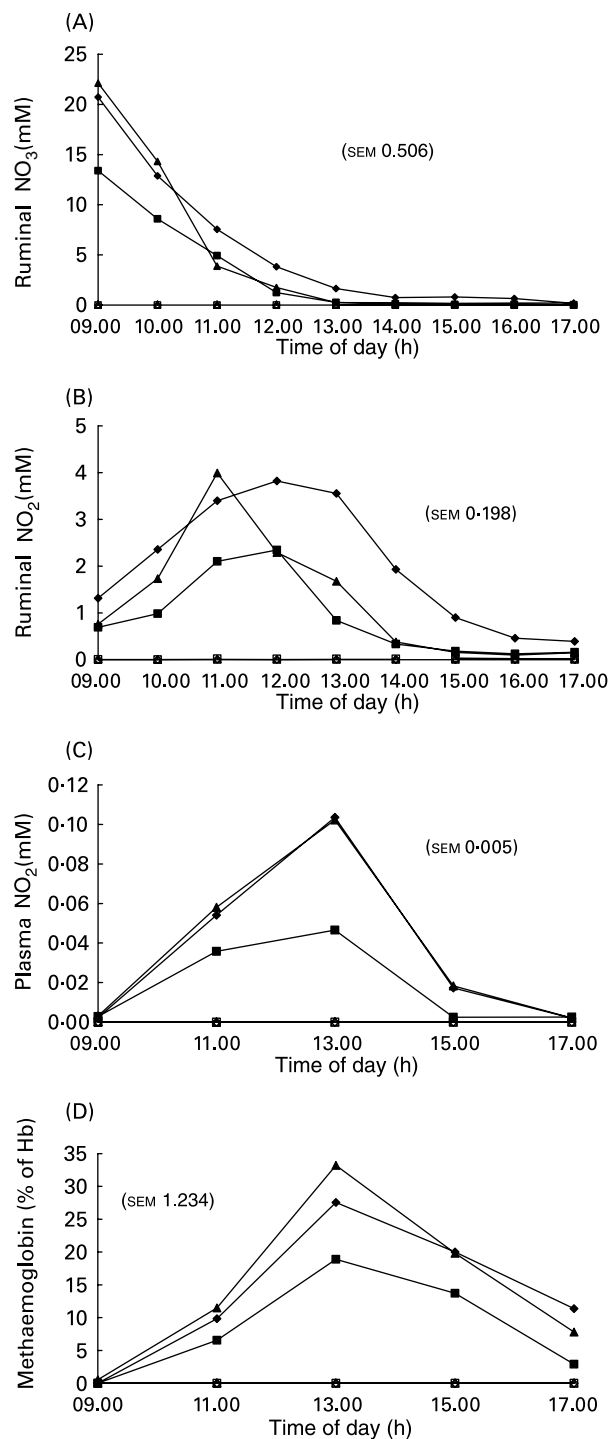 (A)
Ruminal NO3(mM)
25
20
15
10
5
0
(SEM 0.506)
09.00 10.00 11.00 12.00 13.00 14.00 15.00 16.00 17.00
Time of day (h)
(B)
Ruminal NO2(mM)
5
4
3
2
1
0
(SEM 0·198)
09.00 10.00 11.00 12.00 13.00 14.00 15.00 16.00 17.00
Time of day (h)
(C)
Plasma NO2(mM)
0·12
0·10
0·08
0·06
0·04
0·02
0·00
(SEM 0·005)
09.00 11.00 13.00 15.00 17.00
Time of day (h)
(D)
Methaemoglobin (% of Hb)
35
30
25
20
15
10
5
0
(SEM 1.234)
09.00 11.00 13.00 15.00 17.00
Time of day (h)